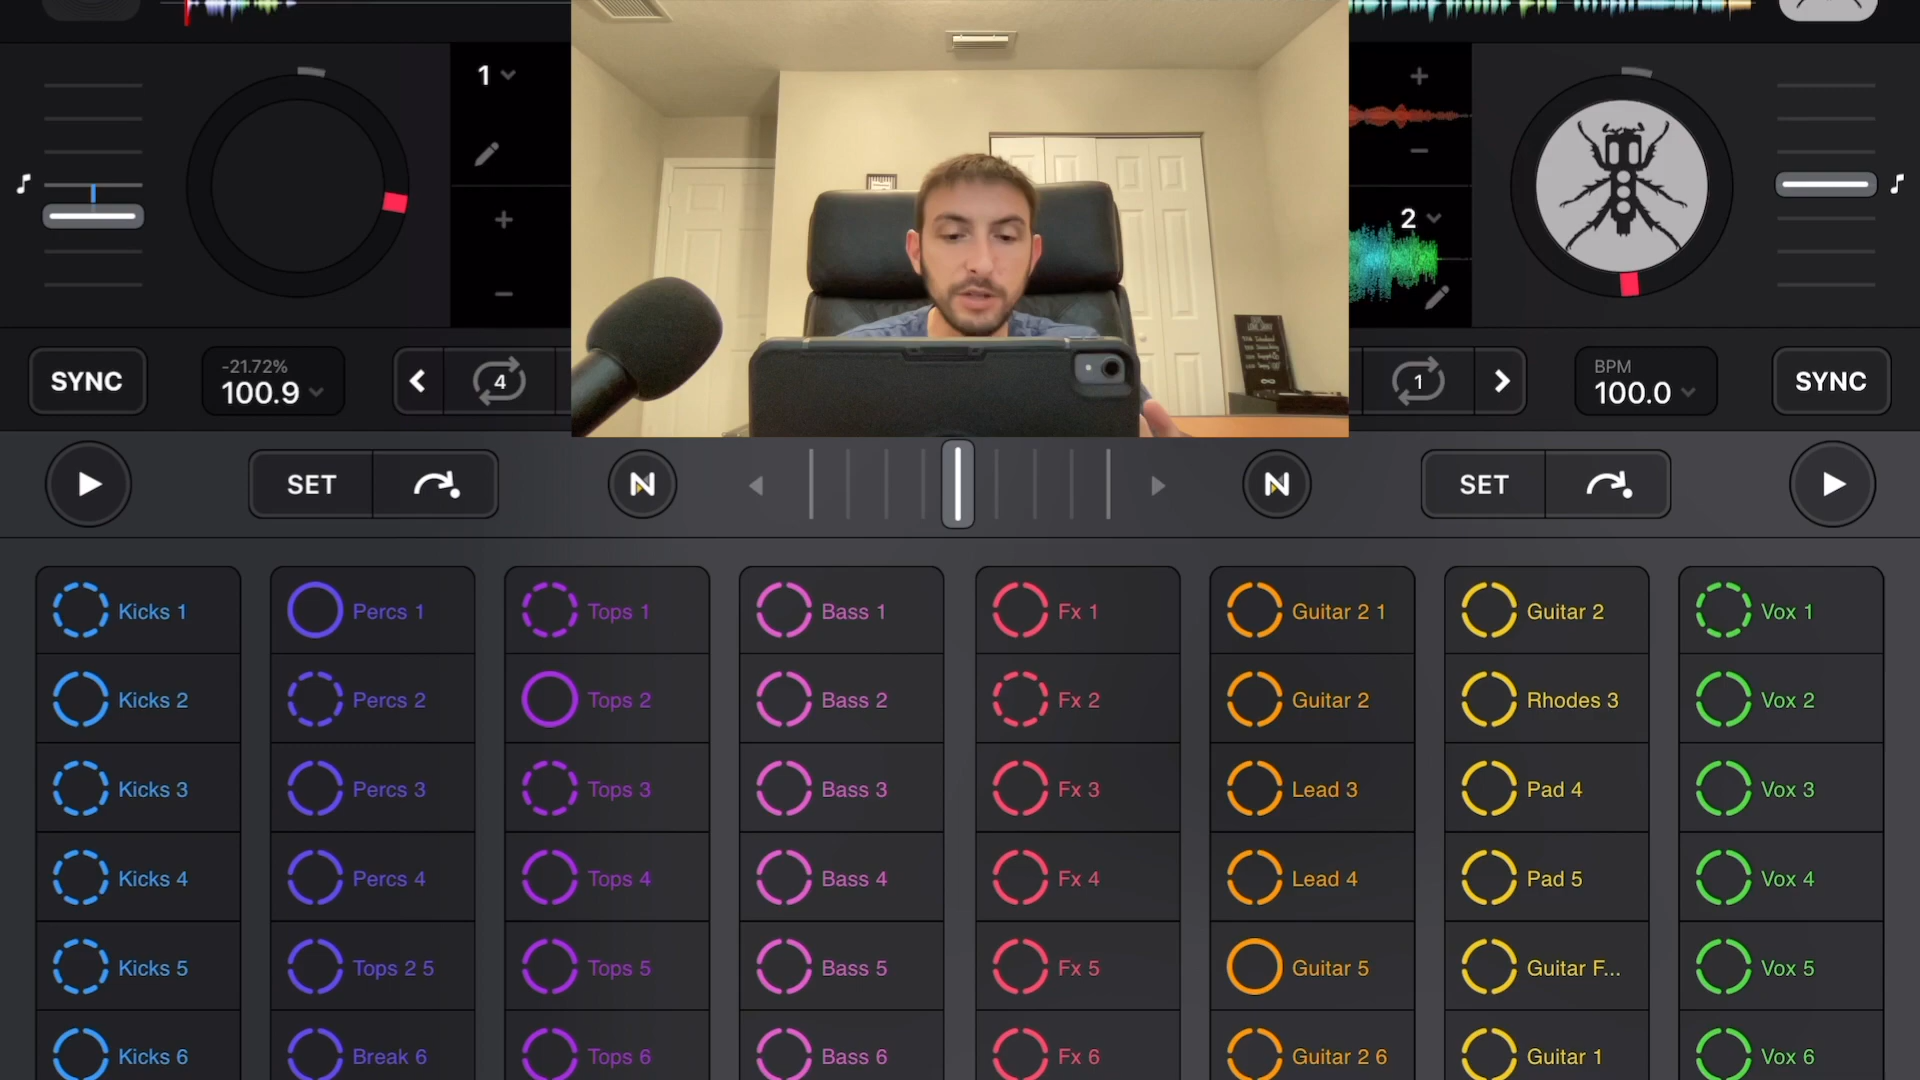 1
2
SYNC
-21.72%
100.9
4
1
BPM
100.0
SYNC
SET
N
N
SET
Kicks 1
Percs 1
Tops 1
Bass 1
Fx 1
Guitar 2 1
Guitar 2
Vox 1
Kicks 2
Percs 2
Tops 2
Bass 2
Fx 2
Guitar 2
Rhodes 3
Vox 2
Kicks 3
Percs 3
Tops 3
Bass 3
Fx 3
Lead 3
Pad 4
Vox 3
Kicks 4
Percs 4
Tops 4
Bass 4
Fx 4
Lead 4
Pad 5
Vox 4
Kicks 5
Tops 2 5
Tops 5
Bass 5
Fx 5
Guitar 5
Guitar F...
Vox 5
Kicks 6
Break 6
Tops 6
Bass 6
Fx 6
Guitar 2 6
Guitar 1
Vox 6